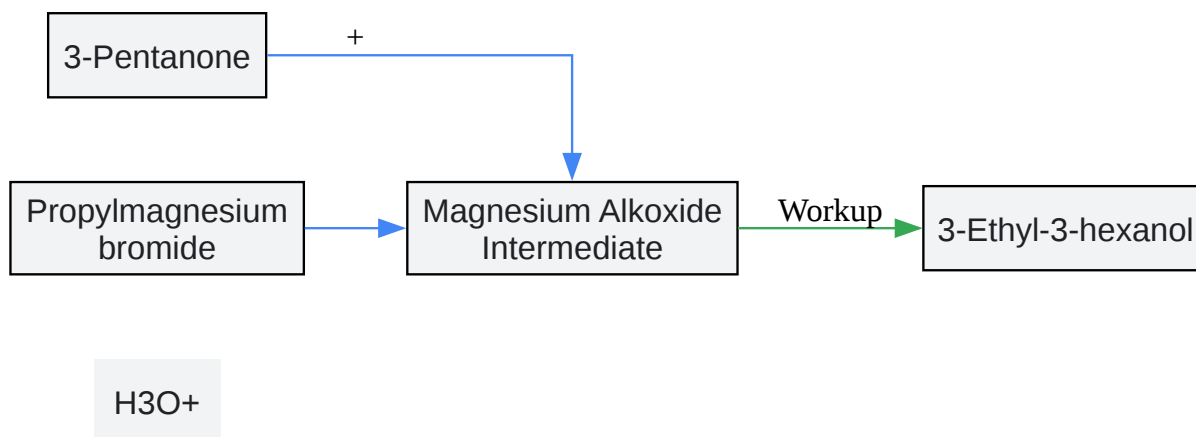 3-Pentanone
+
Propylmagnesium
bromide
Magnesium Alkoxide
Intermediate
Workup
3-Ethyl-3-hexanol
H3O+